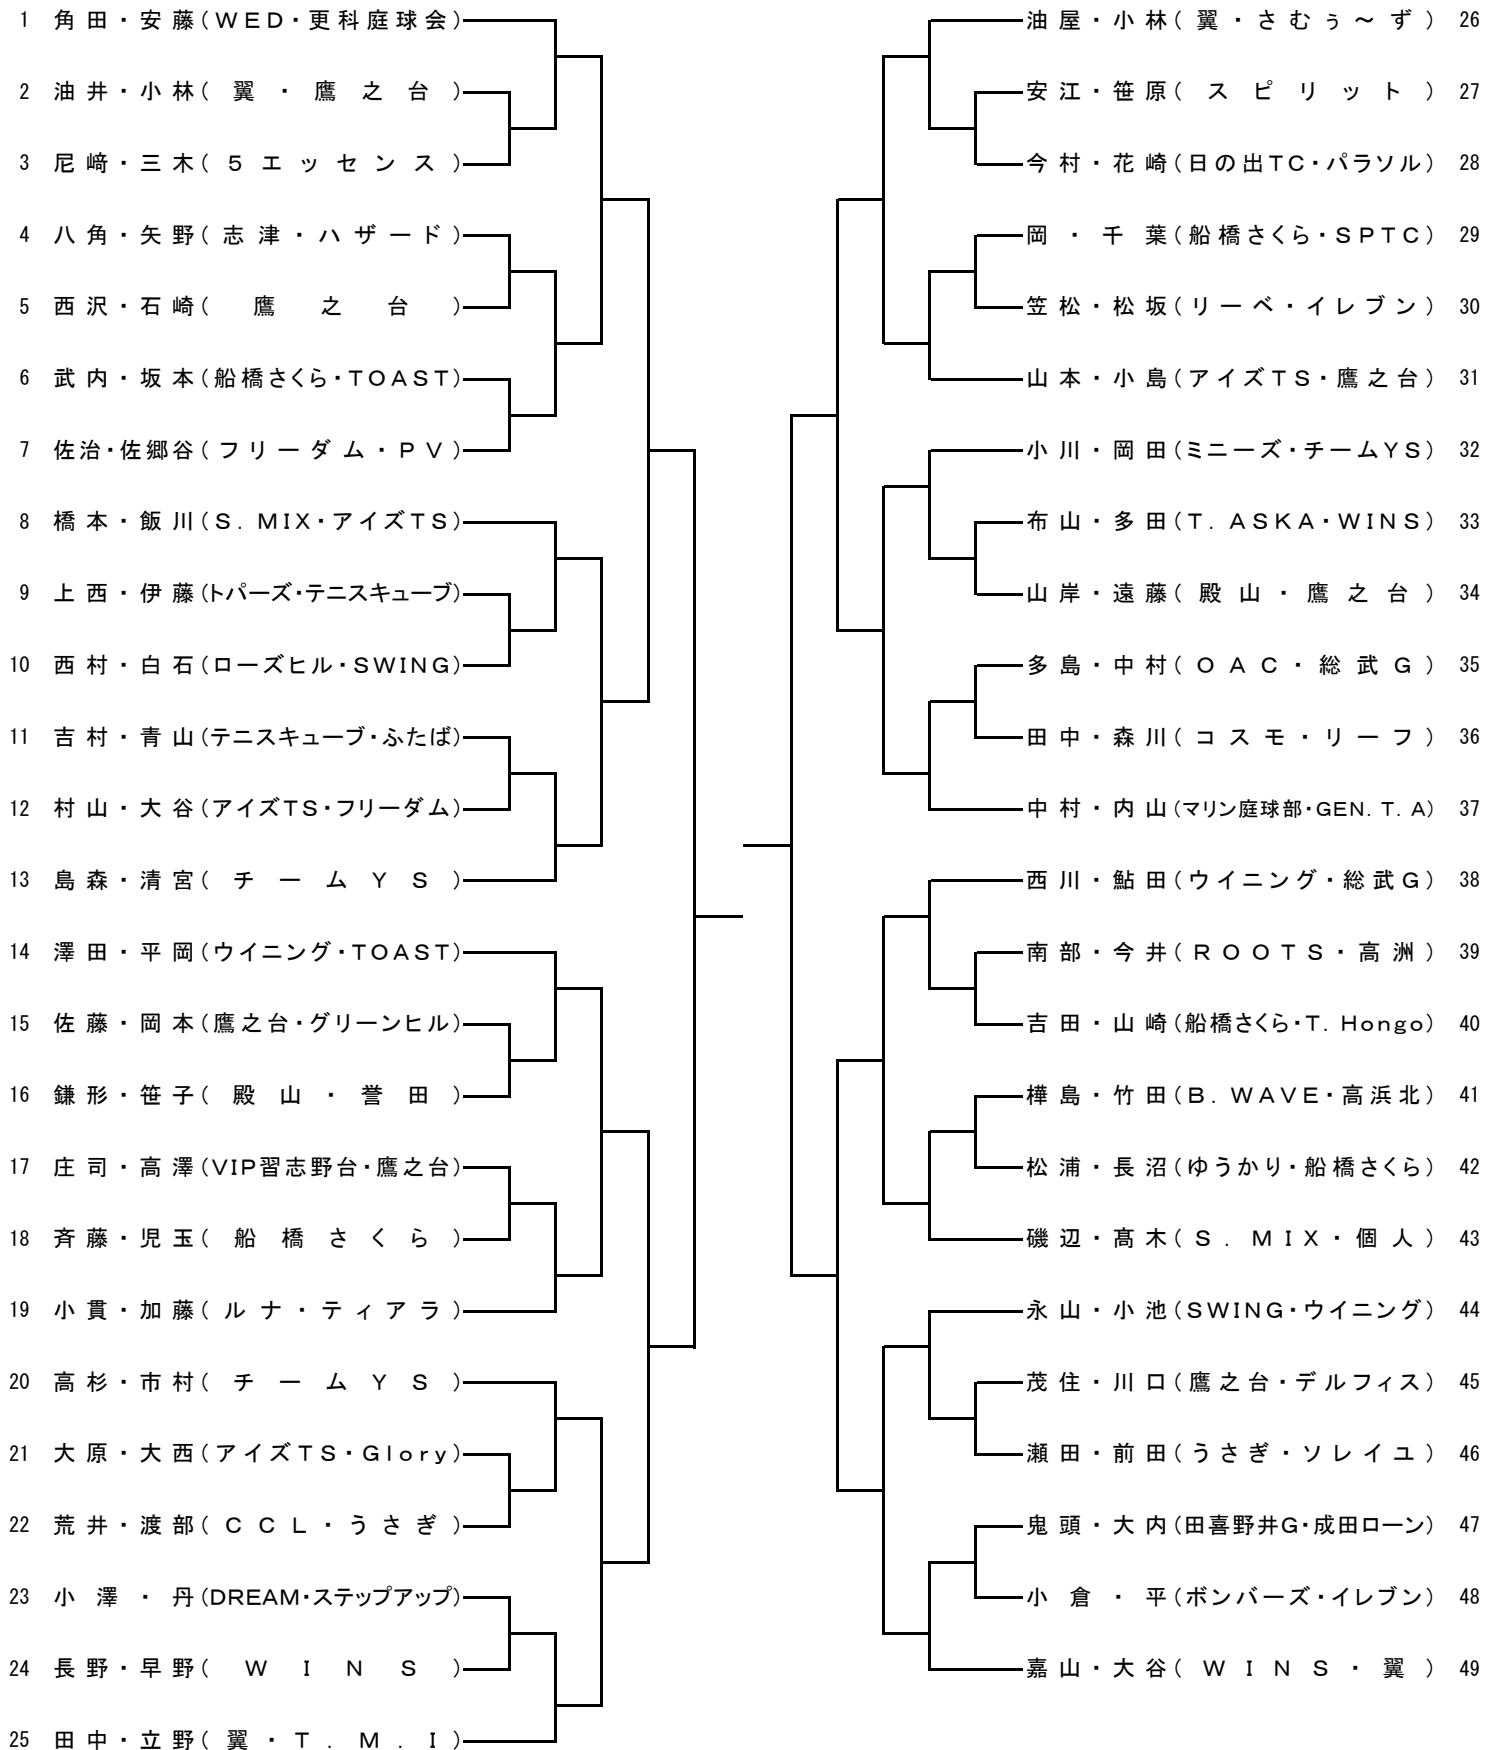 1 角田・安藤(WED・更科庭球会)
2 油井・小林(翼・鷹之台)
3 尼﨑・三木(5エッセンス)
4 八角・矢野(志津・ハザード)
5 西沢・石崎(鷹之台)
6 武内・坂本(船橋さくら・TOAST)
7 佐治・佐郷谷(フリーダム・PV)
8 橋本・飯川(S.MIX・アイズTS)
9 上西・伊藤(トパーズ・テニスキューブ)
10 西村・白石(ローズヒル・SWING)
11 吉村・青山(テニスキューブ・ふたば)
12 村山・大谷(アイズTS・フリーダム)
13 島森・清宮(チームYS)
14 澤田・平岡(ウイニング・TOAST)
15 佐藤・岡本(鷹之台・グリーンヒル)
16 鎌形・笹子(殿山・誉田)
17 庄司・高澤(VIP習志野台・鷹之台)
18 斉藤・児玉(船橋さくら)
19 小貫・加藤(ルナ・ティアラ)
20 高杉・市村(チームYS)
21 大原・大西(アイズTS・Glory)
22 荒井・渡部(CCL・うさぎ)
23 小澤・丹(DREAM・ステップアップ)
24 長野・早野(WINS)
25 田中・立野(翼・T.M.I)
油屋・小林(翼・さむぅ～ず) 26
安江・笹原(スピリット) 27
今村・花崎(日の出TC・パラソル) 28
岡・千葉(船橋さくら・SPTC) 29
笠松・松坂(リーベ・イレブン) 30
山本・小島(アイズTS・鷹之台) 31
小川・岡田(ミニーズ・チームYS) 32
布山・多田(T.ASKA・WINS) 33
山岸・遠藤(殿山・鷹之台) 34
多島・中村(OAC・総武G) 35
田中・森川(コスモ・リーフ) 36
中村・内山(マリン庭球部・GEN.T.A) 37
西川・鮎田(ウイニング・総武G) 38
南部・今井(ROOTS・高洲) 39
吉田・山崎(船橋さくら・T.Hongo) 40
樺島・竹田(B.WAVE・高浜北) 41
松浦・長沼(ゆうかり・船橋さくら) 42
磯辺・髙木(S.MIX・個人) 43
永山・小池(SWING・ウイニング) 44
茂住・川口(鷹之台・デルフィス) 45
瀬田・前田(うさぎ・ソレイユ) 46
鬼頭・大内(田喜野井G・成田ローン) 47
小倉・平(ボンバーズ・イレブン) 48
嘉山・大谷(WINS・翼) 49